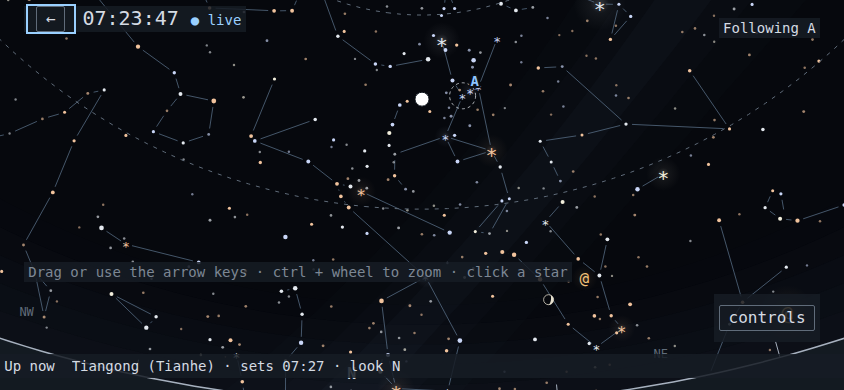 ← 07:23:47 ● live
Following A
A
Drag or use the arrow keys · ctrl + wheel to zoom · click a star
@
NW
controls
NE
Up now Tiangong (Tianhe) · sets 07:27 · look N
N